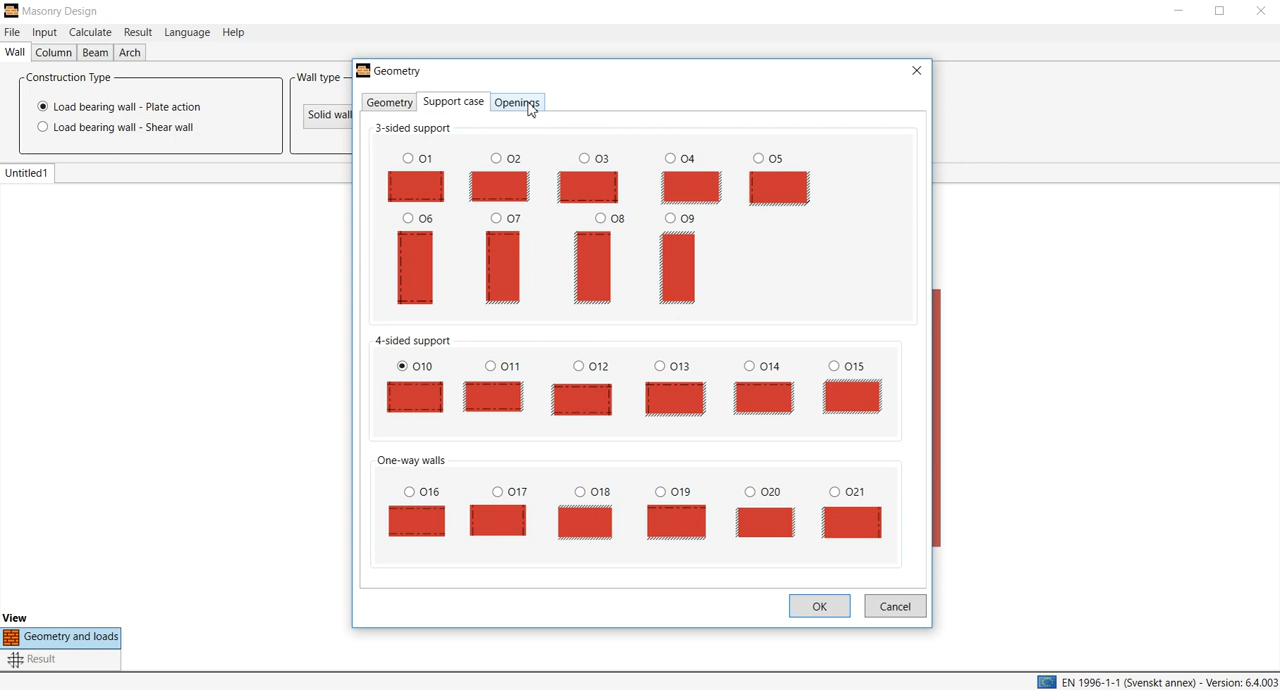 Masonry Design
File Input Calculate Result Language Help
Wall Column Beam Arch
Construction Type
Load bearing wall - Plate action
Load bearing wall - Shear wall
Wall type
Solid wall
Untitled1
Geometry
Geometry Support case Openings
3-sided support
O1 O2 O3 O4 O5
O6 O7 O8 O9
4-sided support
O10 O11 O12 O13 O14 O15
One-way walls
O16 O17 O18 O19 O20 O21
OK Cancel
View
Geometry and loads
Result
EN 1996-1-1 (Svenskt annex) - Version: 6.4.003